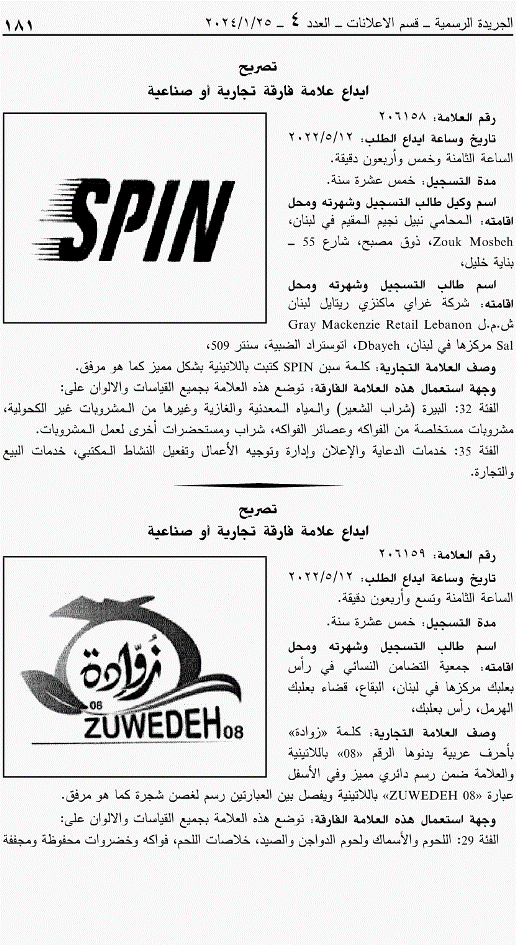 الجريدة الرسمية ــ قسم الاعلانات ــ العدد ٤ ــ ٢٠٢٤/١/٢٥
١٨١
تصريح
ايداع علامة فارقة تجارية أو صناعية
رقم العلامة: ٢٠٦١٥٨
تاريخ وساعة ايداع الطلب: ٢٠٢٢/٥/١٢
الساعة الثامنة وخمس وأربعون دقيقة.
مدة التسجيل: خمس عشرة سنة.
اسم وكيل طالب التسجيل وشهرته ومحل
اقامته: المحامي نبيل نجيم المقيم في لبنان،
Zouk Mosbeh، ذوق مصبح، شارع 55 ــ
بناية خليل،
اسم طالب التسجيل وشهرته ومحل
اقامته: شركة غراي ماكنزي ريتايل لبنان
ش.م.ل Gray Mackenzie Retail Lebanon
Sal مركزها في لبنان، Dbayeh، اتوستراد الضبية، سنتر 509،
SPIN
وصف العلامة التجارية: كلمة سبن SPIN كتبت باللاتينية بشكل مميز كما هو مرفق.
وجهة استعمال هذه العلامة الفارقة: توضع هذه العلامة بجميع القياسات والالوان على:
الفئة 32: البيرة (شراب الشعير) والمياه المعدنية والغازية وغيرها من المشروبات غير الكحولية،
مشروبات مستخلصة من الفواكه وعصائر الفواكه، شراب ومستحضرات أخرى لعمل المشروبات.
الفئة 35: خدمات الدعاية والإعلان وإدارة وتوجيه الأعمال وتفعيل النشاط المكتبي، خدمات البيع
والتجارة.
تصريح
ايداع علامة فارقة تجارية أو صناعية
رقم العلامة: ٢٠٦١٥٩
تاريخ وساعة ايداع الطلب: ٢٠٢٢/٥/١٢
الساعة الثامنة وتسع وأربعون دقيقة.
مدة التسجيل: خمس عشرة سنة.
اسم طالب التسجيل وشهرته ومحل
اقامته: جمعية التضامن النسائي في رأس
بعلبك مركزها في لبنان، البقاع، قضاء بعلبك
الهرمل، رأس بعلبك،
زوّادة
08
ZUWEDEH 08
وصف العلامة التجارية: كلمة «زوادة»
بأحرف عربية يدنوها الرقم «08» باللاتينية
والعلامة ضمن رسم دائري مميز وفي الأسفل
عبارة «ZUWEDEH 08» باللاتينية ويفصل بين العبارتين رسم لغصن شجرة كما هو مرفق.
وجهة استعمال هذه العلامة الفارقة: توضع هذه العلامة بجميع القياسات والالوان على:
الفئة 29: اللحوم والأسماك ولحوم الدواجن والصيد، خلاصات اللحم، فواكه وخضروات محفوظة ومجففة